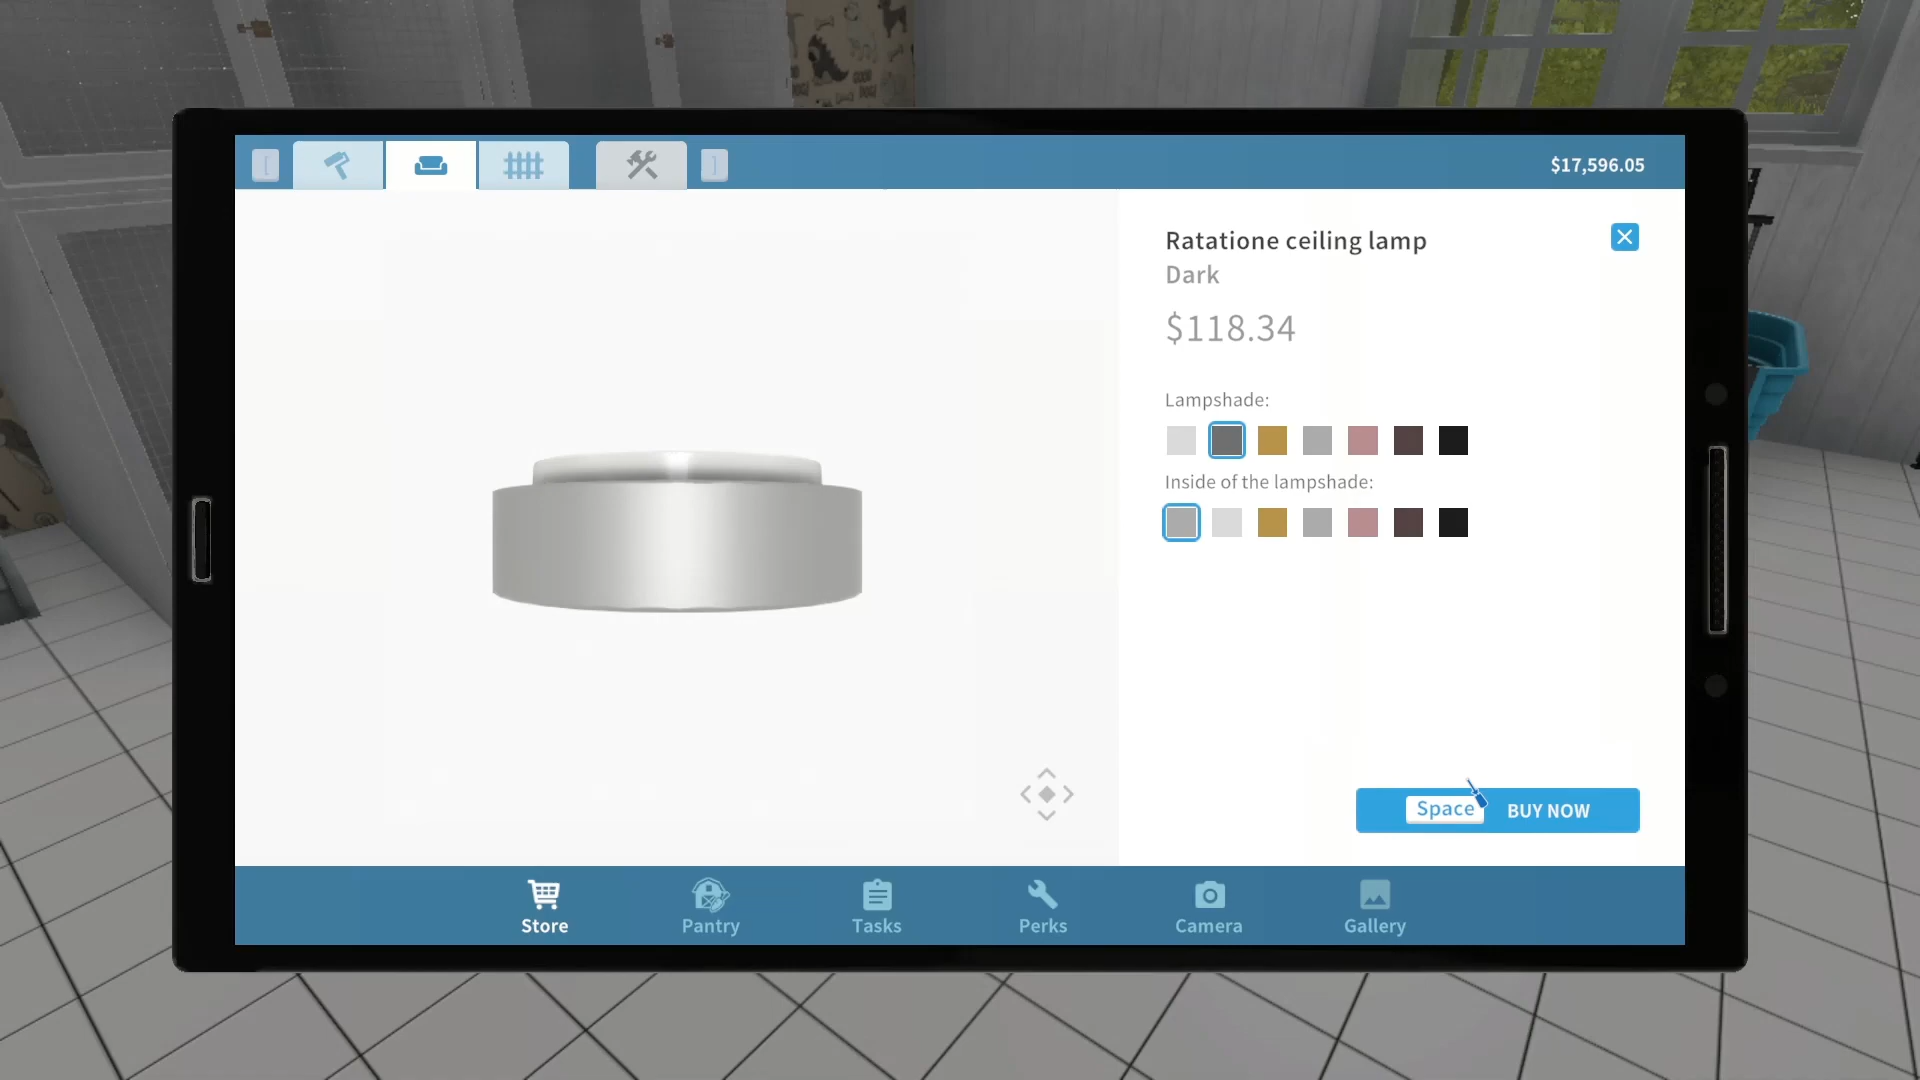 [
]
$17,596.05
Ratatione ceiling lamp
Dark
$118.34
Lampshade:
Inside of the lampshade:
Space BUY NOW
Store Pantry Tasks Perks Camera Gallery